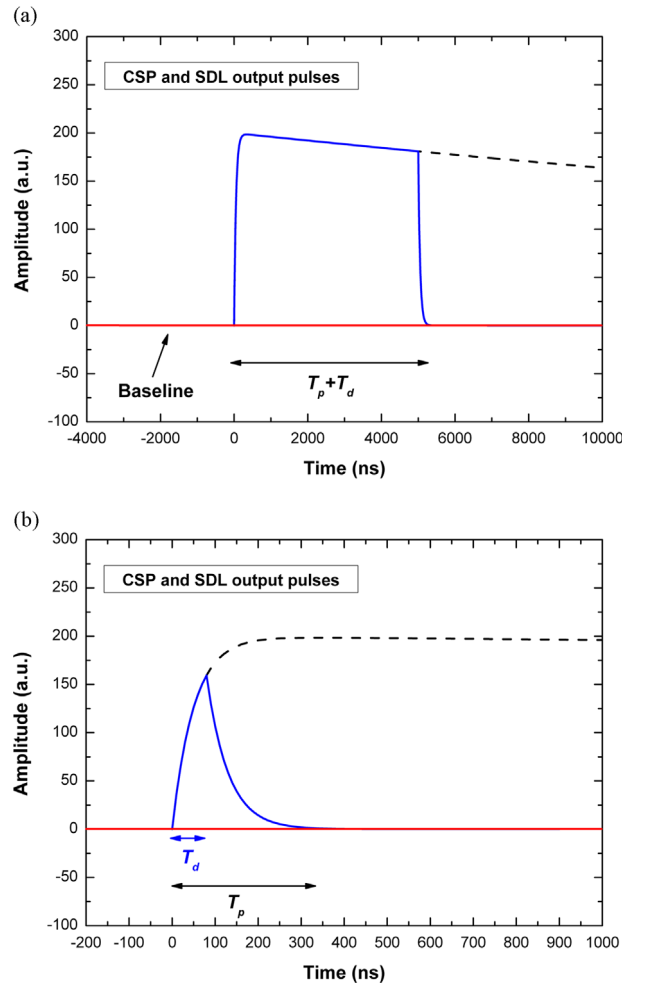 (a)
300
250
200
150
100
50
0
-50
-100
Amplitude (a.u.)
CSP and SDL output pulses
Baseline
Tp+Td
-4000 -2000 0 2000 4000 6000 8000 10000
Time (ns)
(b)
300
250
200
150
100
50
0
-50
-100
Amplitude (a.u.)
CSP and SDL output pulses
Td
Tp
-200 -100 0 100 200 300 400 500 600 700 800 900 1000
Time (ns)